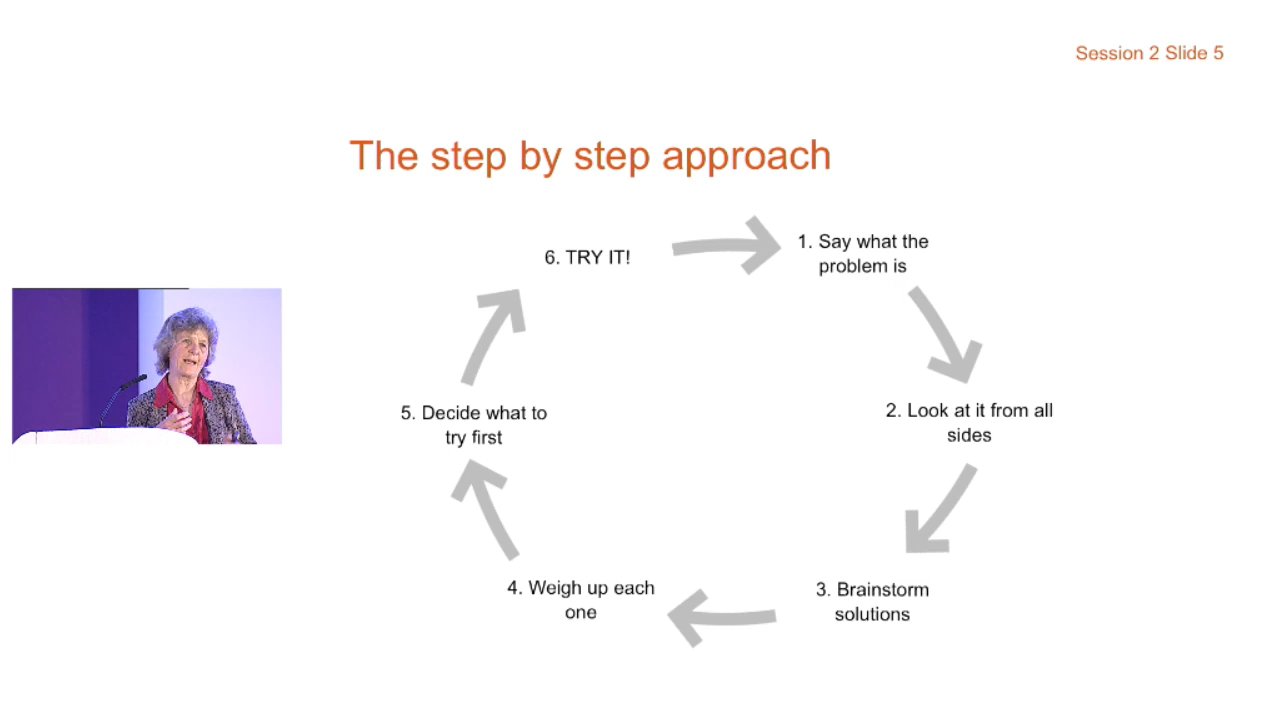 Session 2 Slide 5
The step by step approach
1. Say what the
problem is
2. Look at it from all
sides
3. Brainstorm
solutions
4. Weigh up each
one
5. Decide what to
try first
6. TRY IT!